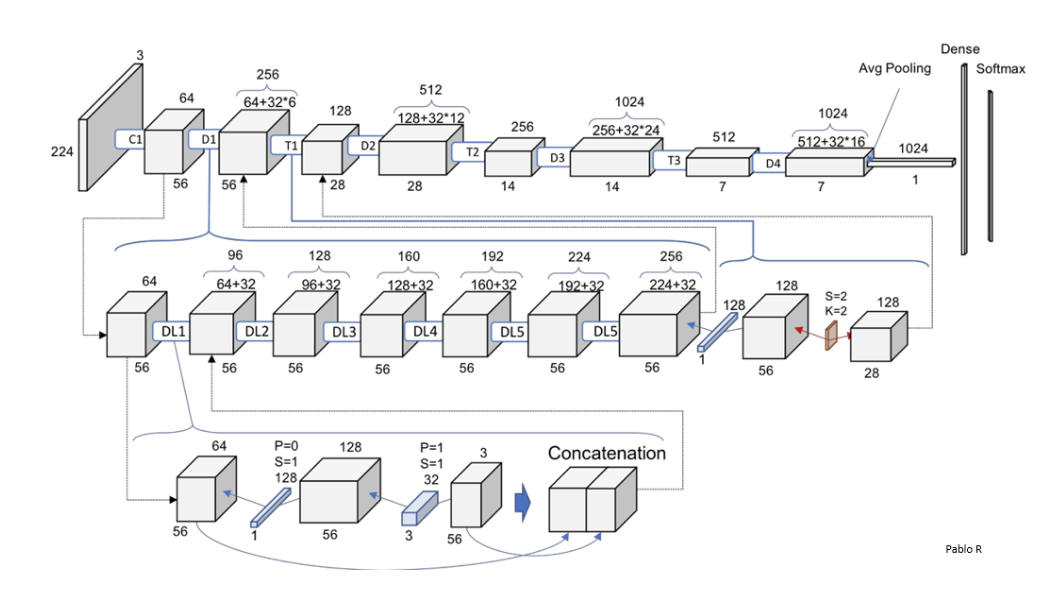 Dense
Softmax
Avg Pooling
3
224
C1
64
56
D1
256
64+32*6
56
T1
128
28
D2
512
128+32*12
28
T2
256
14
D3
1024
256+32*24
14
T3
512
7
D4
1024
512+32*16
7
1024
1
64
56
DL1
96
64+32
56
DL2
128
96+32
56
DL3
160
128+32
56
DL4
192
160+32
56
DL5
224
192+32
56
DL5
256
224+32
56
128
1
128
56
S=2
K=2
128
28
64
56
P=0
S=1
128
1
128
56
P=1
S=1
32
3
3
56
Concatenation
Pablo R